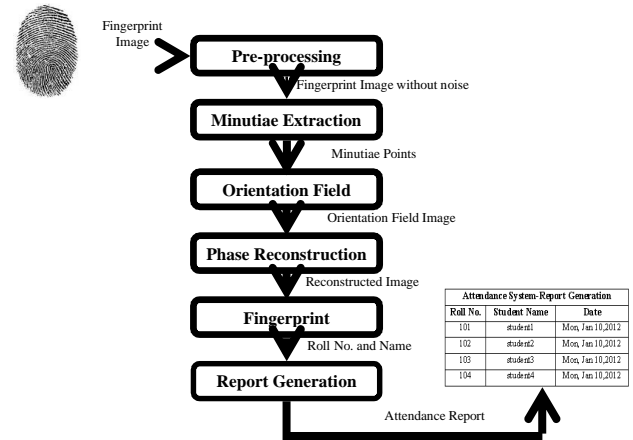 Fingerprint
Image
Pre-processing
Fingerprint Image without noise
Minutiae Extraction
Minutiae Points
Orientation Field
Orientation Field Image
Phase Reconstruction
Reconstructed Image
Fingerprint
Roll No. and Name
Report Generation
Attendance Report
Attendance System-Report Generation
Roll No. Student Name Date
101 student1 Mon, Jan 10,2012
102 student2 Mon, Jan 10,2012
103 student3 Mon, Jan 10,2012
104 student4 Mon, Jan 10,2012